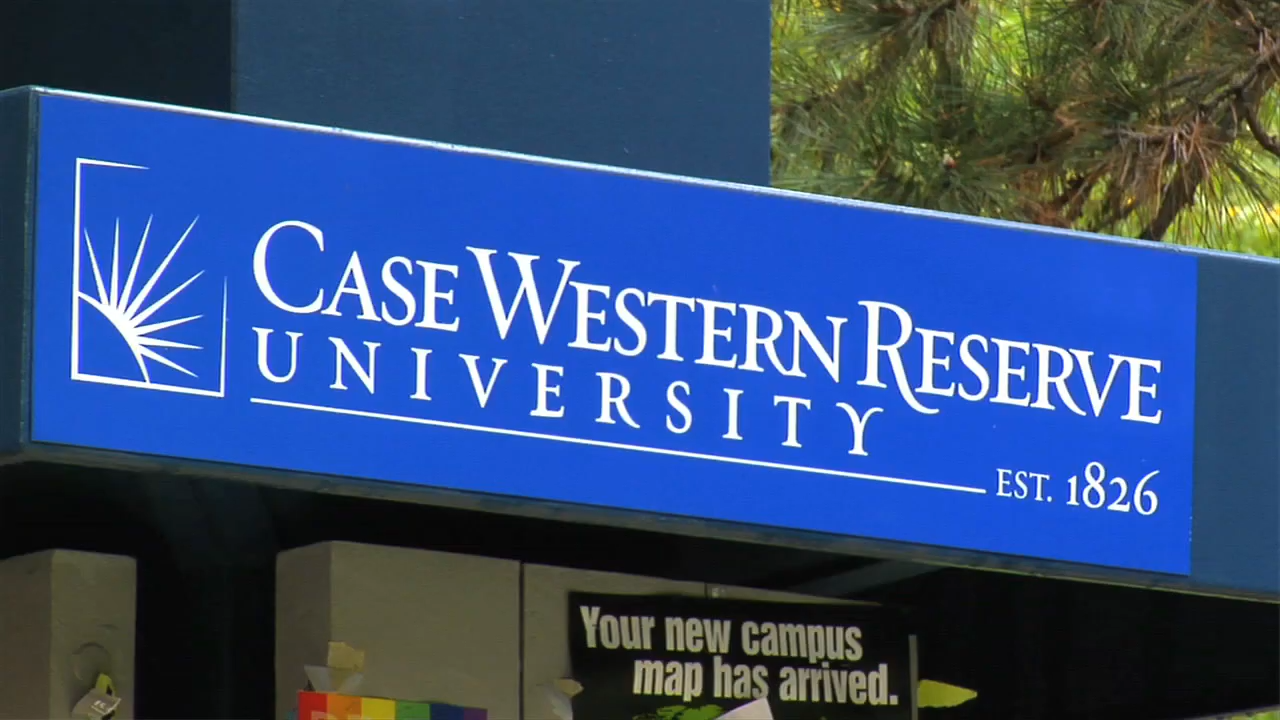 CASE WESTERN RESERVE
UNIVERSITY
EST. 1826
Your new campus
map has arrived.